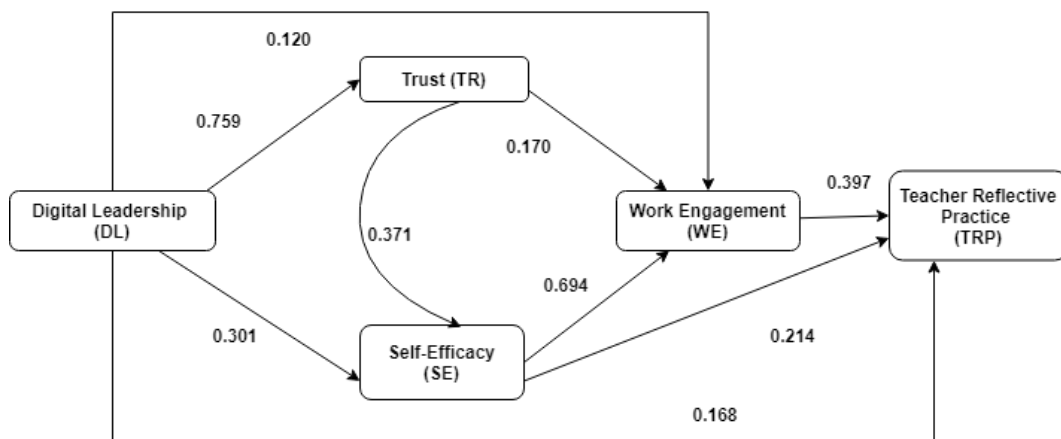 0.120
Trust (TR)
0.759
0.170
0.397
Teacher Reflective
Practice
(TRP)
Digital Leadership
(DL)
Work Engagement
(WE)
0.371
0.694
0.301
Self-Efficacy
(SE)
0.214
0.168